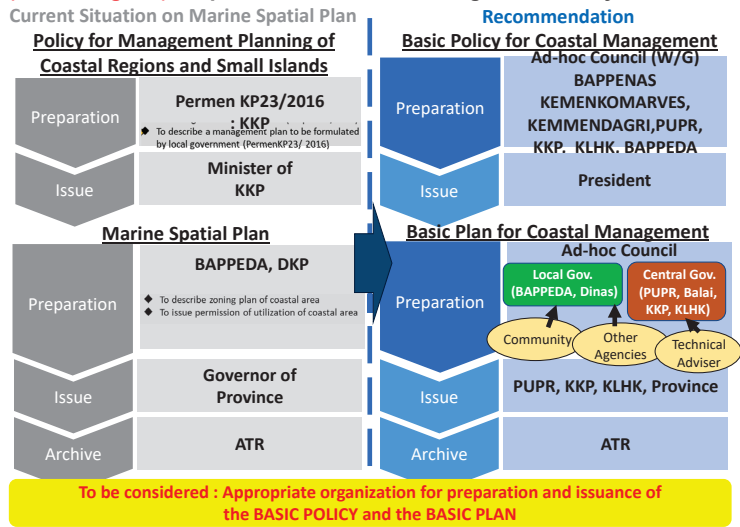 Current Situation on Marine Spatial Plan
Policy for Management Planning of
Coastal Regions and Small Islands
Preparation
Permen KP23/2016
: KKP
◆ To describe a management plan to be formulated
by local government (PermenKP23/ 2016)
Issue
Minister of
KKP
Marine Spatial Plan
Preparation
BAPPEDA, DKP
◆ To describe zoning plan of coastal area
◆ To issue permission of utilization of coastal area
Issue
Governor of
Province
Archive
ATR
Recommendation
Basic Policy for Coastal Management
Preparation
Ad-hoc Council (W/G)
BAPPENAS
KEMENKOMARVES,
KEMMENDAGRI,PUPR,
KKP, KLHK, BAPPEDA
Issue
President
Basic Plan for Coastal Management
Preparation
Ad-hoc Council
Local Gov.
(BAPPEDA, Dinas)
Central Gov.
(PUPR, Balai,
KKP, KLHK)
Community
Other
Agencies
Technical
Adviser
Issue
PUPR, KKP, KLHK, Province
Archive
ATR
To be considered : Appropriate organization for preparation and issuance of
the BASIC POLICY and the BASIC PLAN